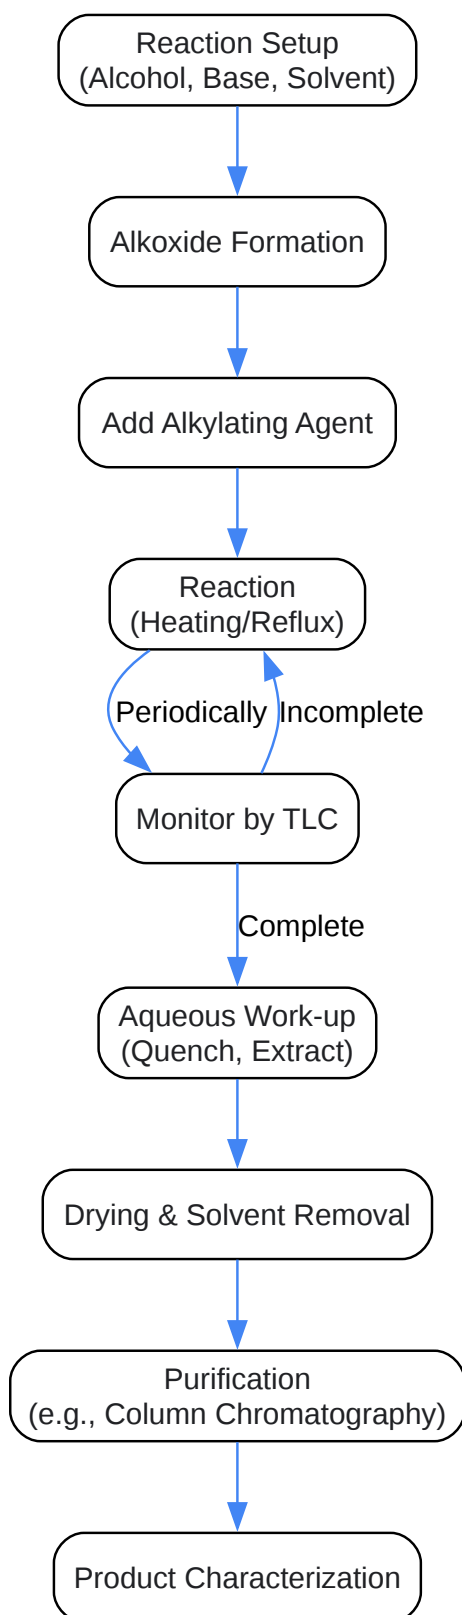 Reaction Setup
(Alcohol, Base, Solvent)
Alkoxide Formation
Add Alkylating Agent
Reaction
(Heating/Reflux)
Periodically
Incomplete
Monitor by TLC
Complete
Aqueous Work-up
(Quench, Extract)
Drying & Solvent Removal
Purification
(e.g., Column Chromatography)
Product Characterization